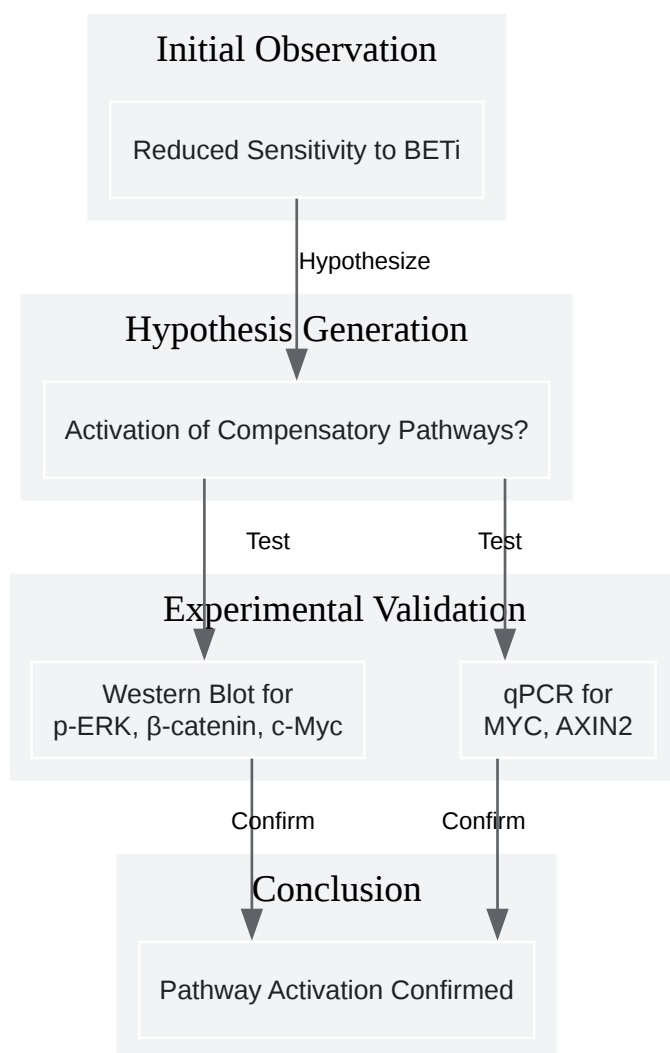 Initial Observation
Reduced Sensitivity to BETi
Hypothesize
Hypothesis Generation
Activation of Compensatory Pathways?
Test
Test
Experimental Validation
Western Blot for
p-ERK, β-catenin, c-Myc
qPCR for
MYC, AXIN2
Confirm
Confirm
Conclusion
Pathway Activation Confirmed